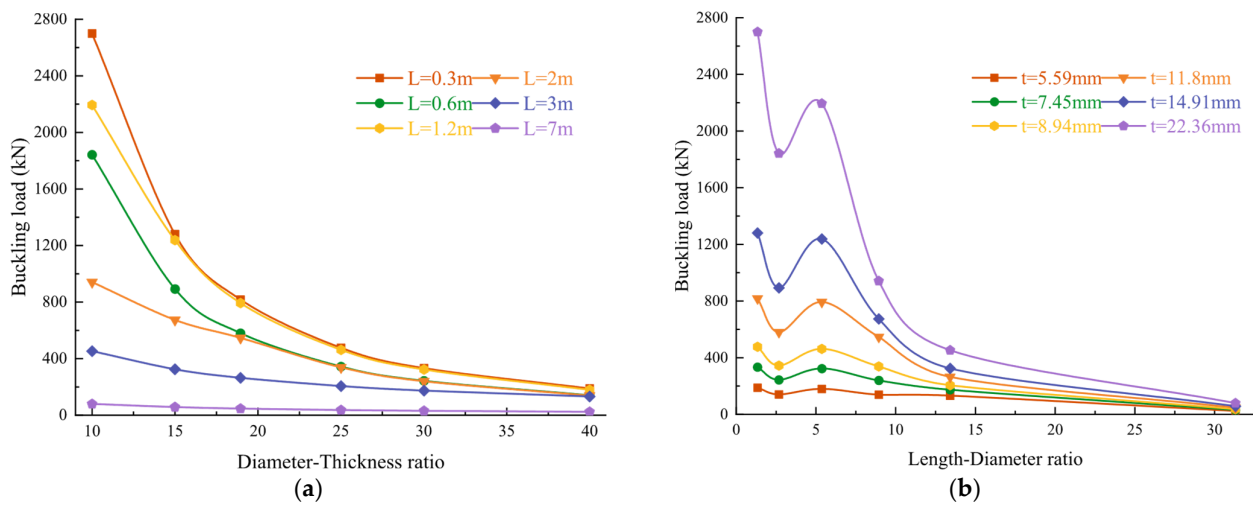 2800
2400
2000
1600
1200
800
400
0
Buckling load (kN)
L=0.3m L=2m
L=0.6m L=3m
L=1.2m L=7m
10 15 20 25 30 35 40
Diameter-Thickness ratio
(a)
2800
2400
2000
1600
1200
800
400
0
Buckling load (kN)
t=5.59mm t=11.8mm
t=7.45mm t=14.91mm
t=8.94mm t=22.36mm
0 5 10 15 20 25 30
Length-Diameter ratio
(b)